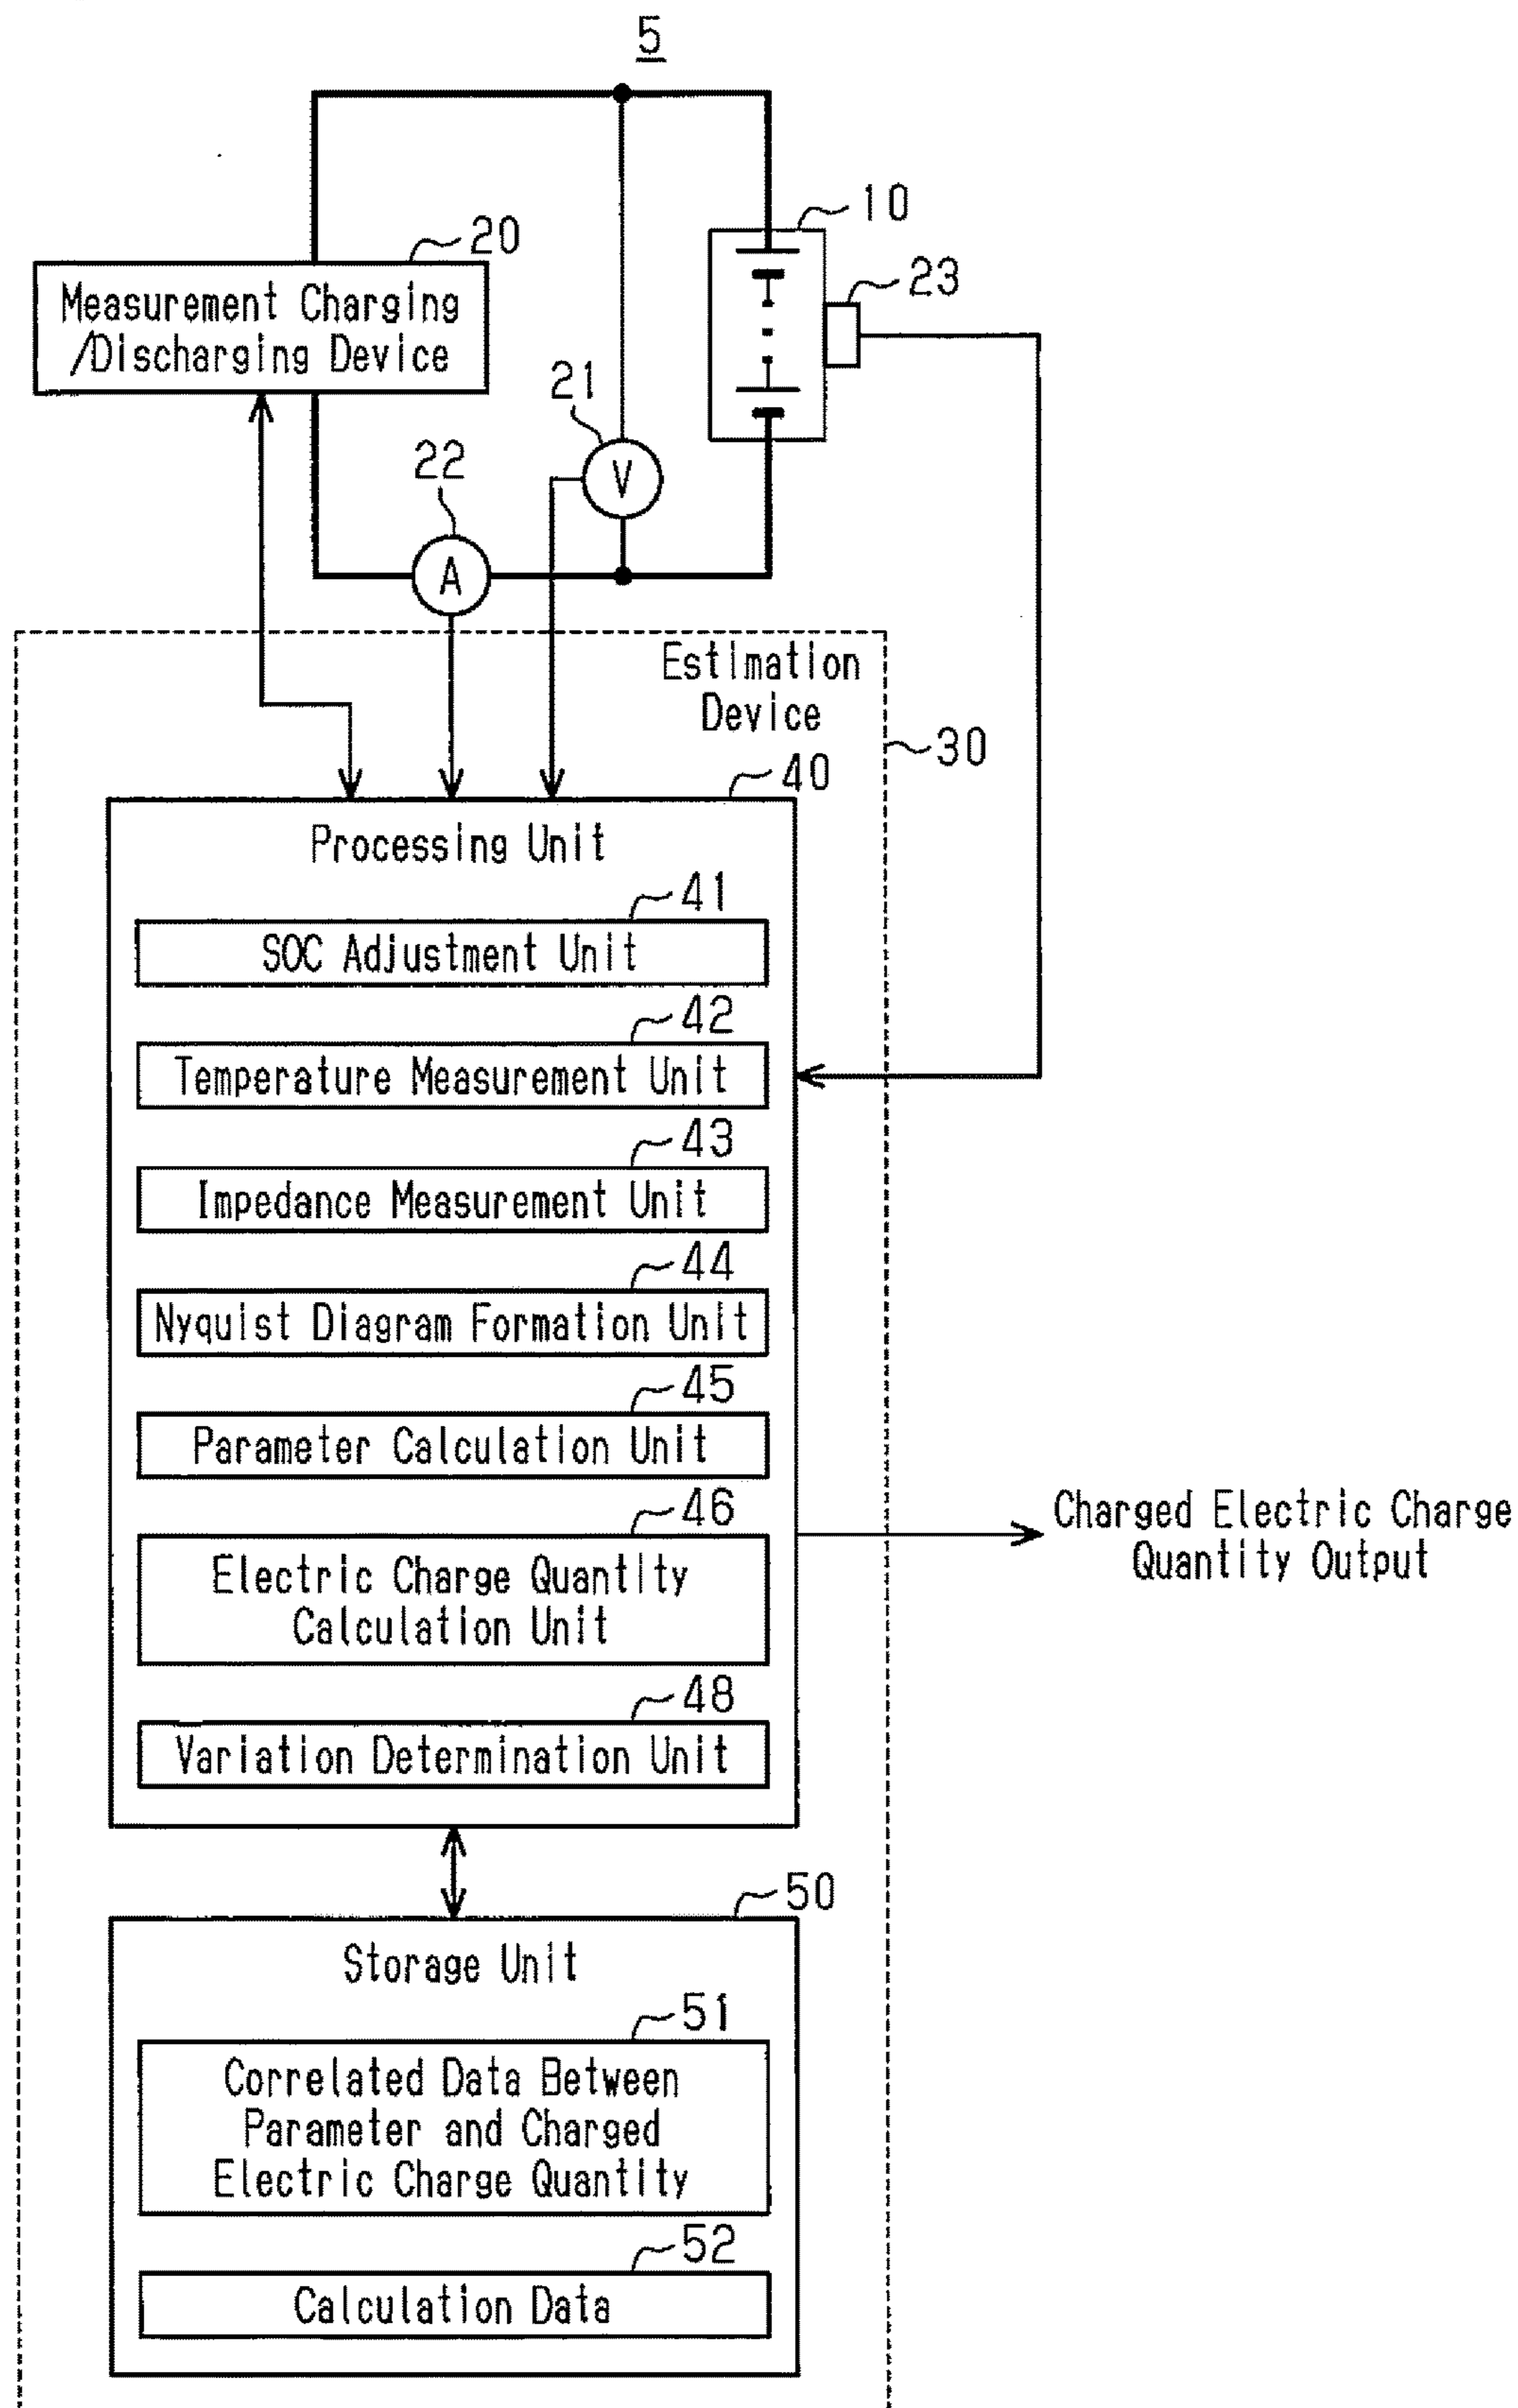 5
10
20
23
Measurement Charging
/Discharging Device
21
V
22
A
Estimation
Device
30
40
Processing Unit
41
SOC Adjustment Unit
42
Temperature Measurement Unit
43
Impedance Measurement Unit
44
Nyquist Diagram Formation Unit
45
Parameter Calculation Unit
46
Electric Charge Quantity
Calculation Unit
Charged Electric Charge
Quantity Output
48
Variation Determination Unit
50
Storage Unit
51
Correlated Data Between
Parameter and Charged
Electric Charge Quantity
52
Calculation Data